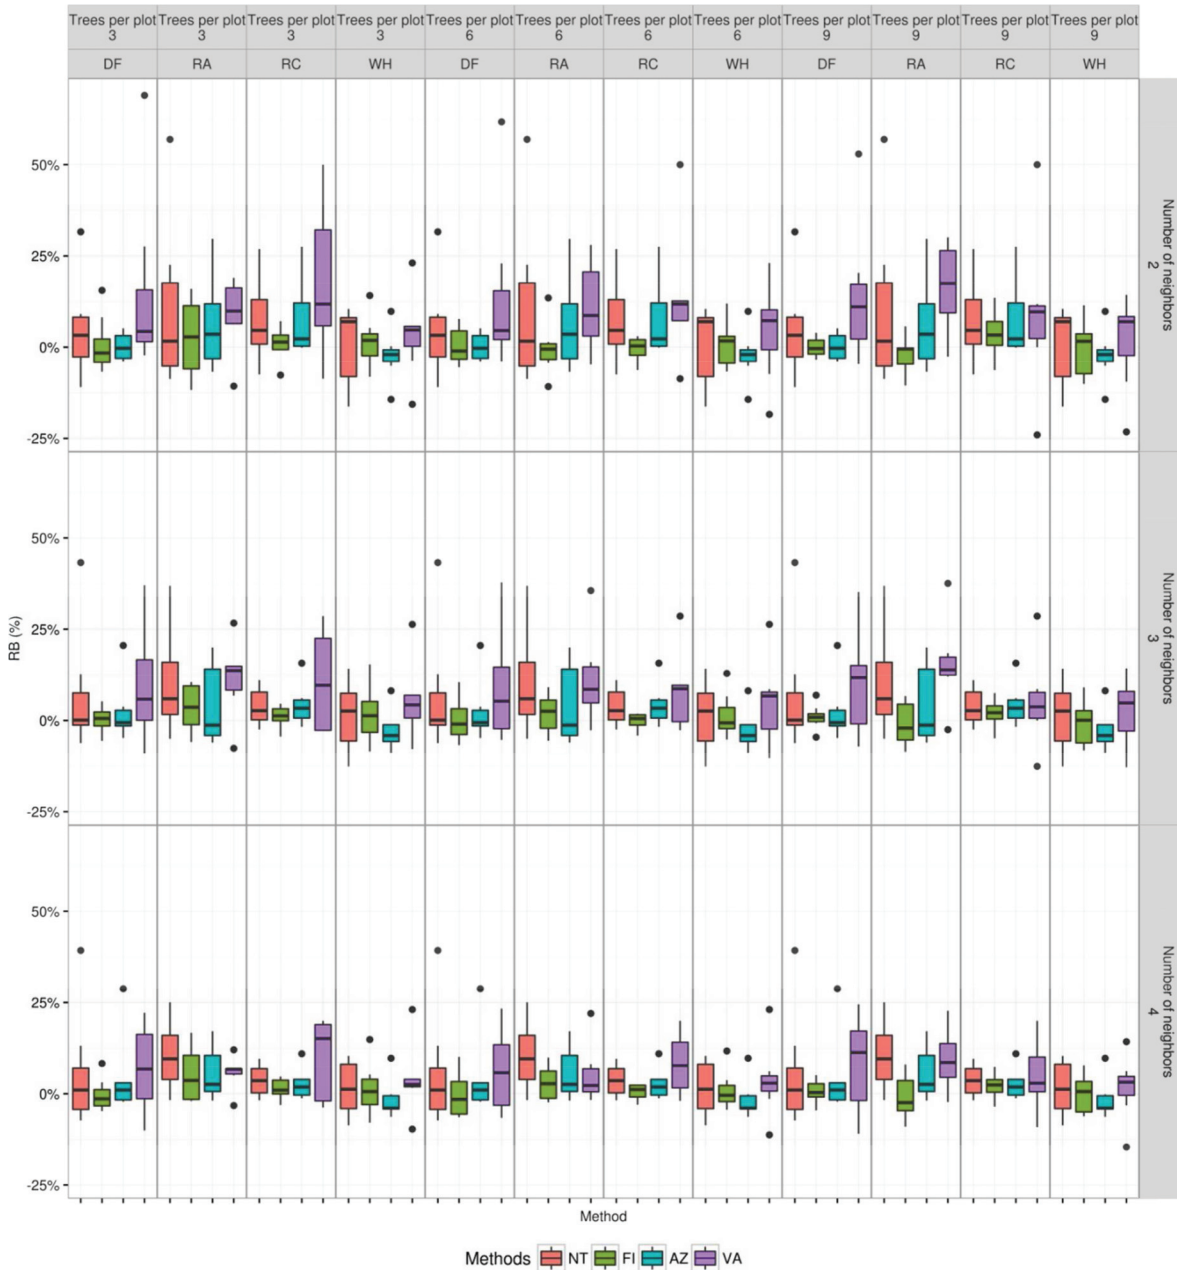 Trees per plot Trees per plot Trees per plot Trees per plot Trees per plot Trees per plot Trees per plot Trees per plot Trees per plot Trees per plot Trees per plot Trees per plot
3 3 3 3 6 6 6 6 9 9 9 9
DF RA RC WH DF RA RC WH DF RA RC WH
50%
25%
0%
-25%
Number of neighbors
2
50%
25%
0%
-25%
Number of neighbors
3
50%
25%
0%
-25%
Number of neighbors
4
RB (%)
Method
Methods NT FI AZ VA